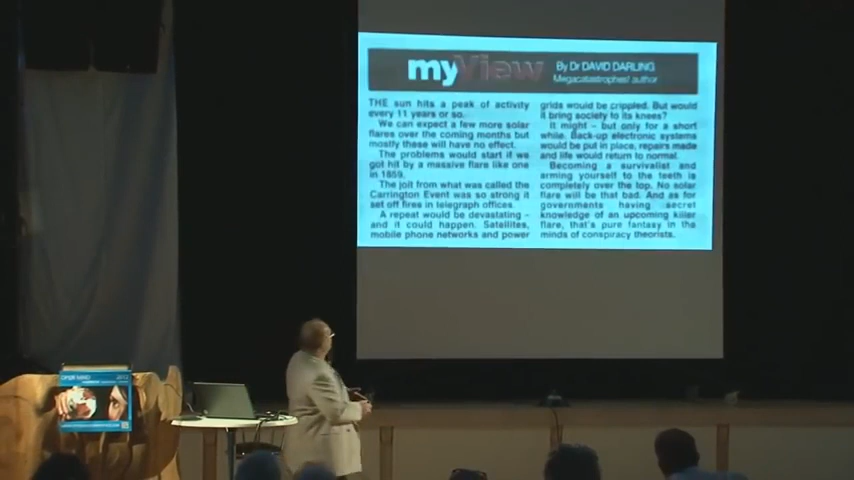 myView
By Dr DAVID DARLING
Megacatastrophes! author
THE sun hits a peak of activity
every 11 years or so.
We can expect a few more solar
flares over the coming months but
mostly these will have no effect.
The problems would start if we
got hit by a massive flare like one
in 1859.
The jolt from what was called the
Carrington Event was so strong it
set off fires in telegraph offices.
A repeat would be devastating –
and it could happen. Satellites,
mobile phone networks and power
grids would be crippled. But would
it bring society to its knees?
It might – but only for a short
while. Back-up electronic systems
would be put in place, repairs made
and life would return to normal.
Becoming a survivalist and
arming yourself to the teeth is
completely over the top. No solar
flare will be that bad. And as for
governments having secret
knowledge of an upcoming killer
flare, that's pure fantasy in the
minds of conspiracy theorists.
OPEN MIND